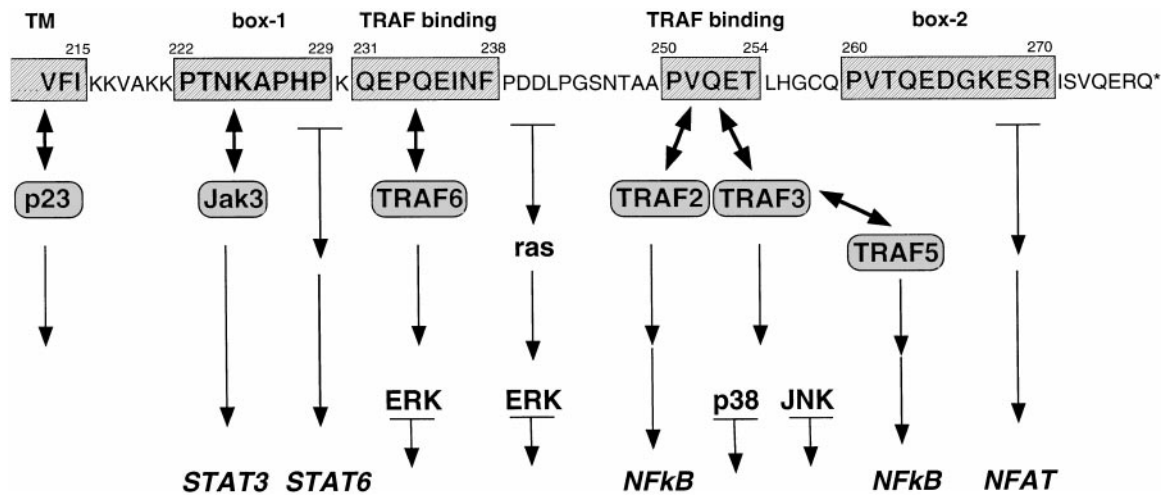 TM box-1 TRAF binding TRAF binding box-2
215 222 229 231 238 250 254 260 270
....VFI KKVAKK PTNKAPHP K QEPQEINF PDDLPGSNTAA PVQET LHGCQ PVTQEDGKESR ISVQERQ*
p23 Jak3 TRAF6 TRAF2 TRAF3
ras TRAF5
ERK ERK p38 JNK
STAT3 STAT6 NFkB NFkB NFAT